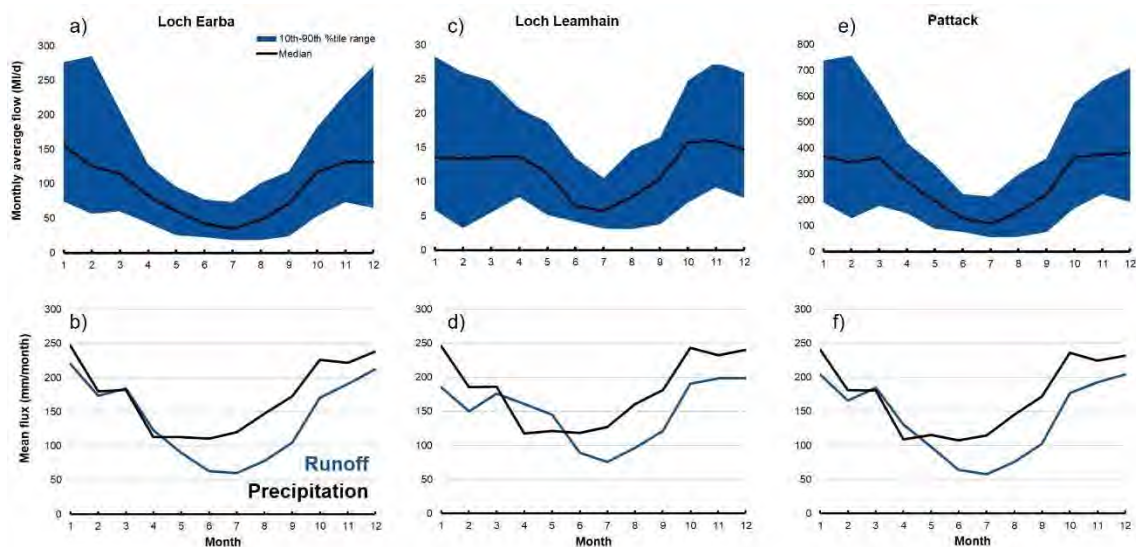 Loch Earba
Loch Leamhain
Pattack
a)
c)
e)
10th-90th %tile range
Median
Monthly average flow (Ml/d)
300
250
200
150
100
50
0
1 2 3 4 5 6 7 8 9 10 11 12
30
25
20
15
10
5
0
1 2 3 4 5 6 7 8 9 10 11 12
800
700
600
500
400
300
200
100
0
1 2 3 4 5 6 7 8 9 10 11 12
b)
d)
f)
Mean flux (mm/month)
300
250
200
150
100
50
0
Runoff
Precipitation
1 2 3 4 5 6 7 8 9 10 11 12
Month
300
250
200
150
100
50
0
1 2 3 4 5 6 7 8 9 10 11 12
Month
300
250
200
150
100
50
0
1 2 3 4 5 6 7 8 9 10 11 12
Month